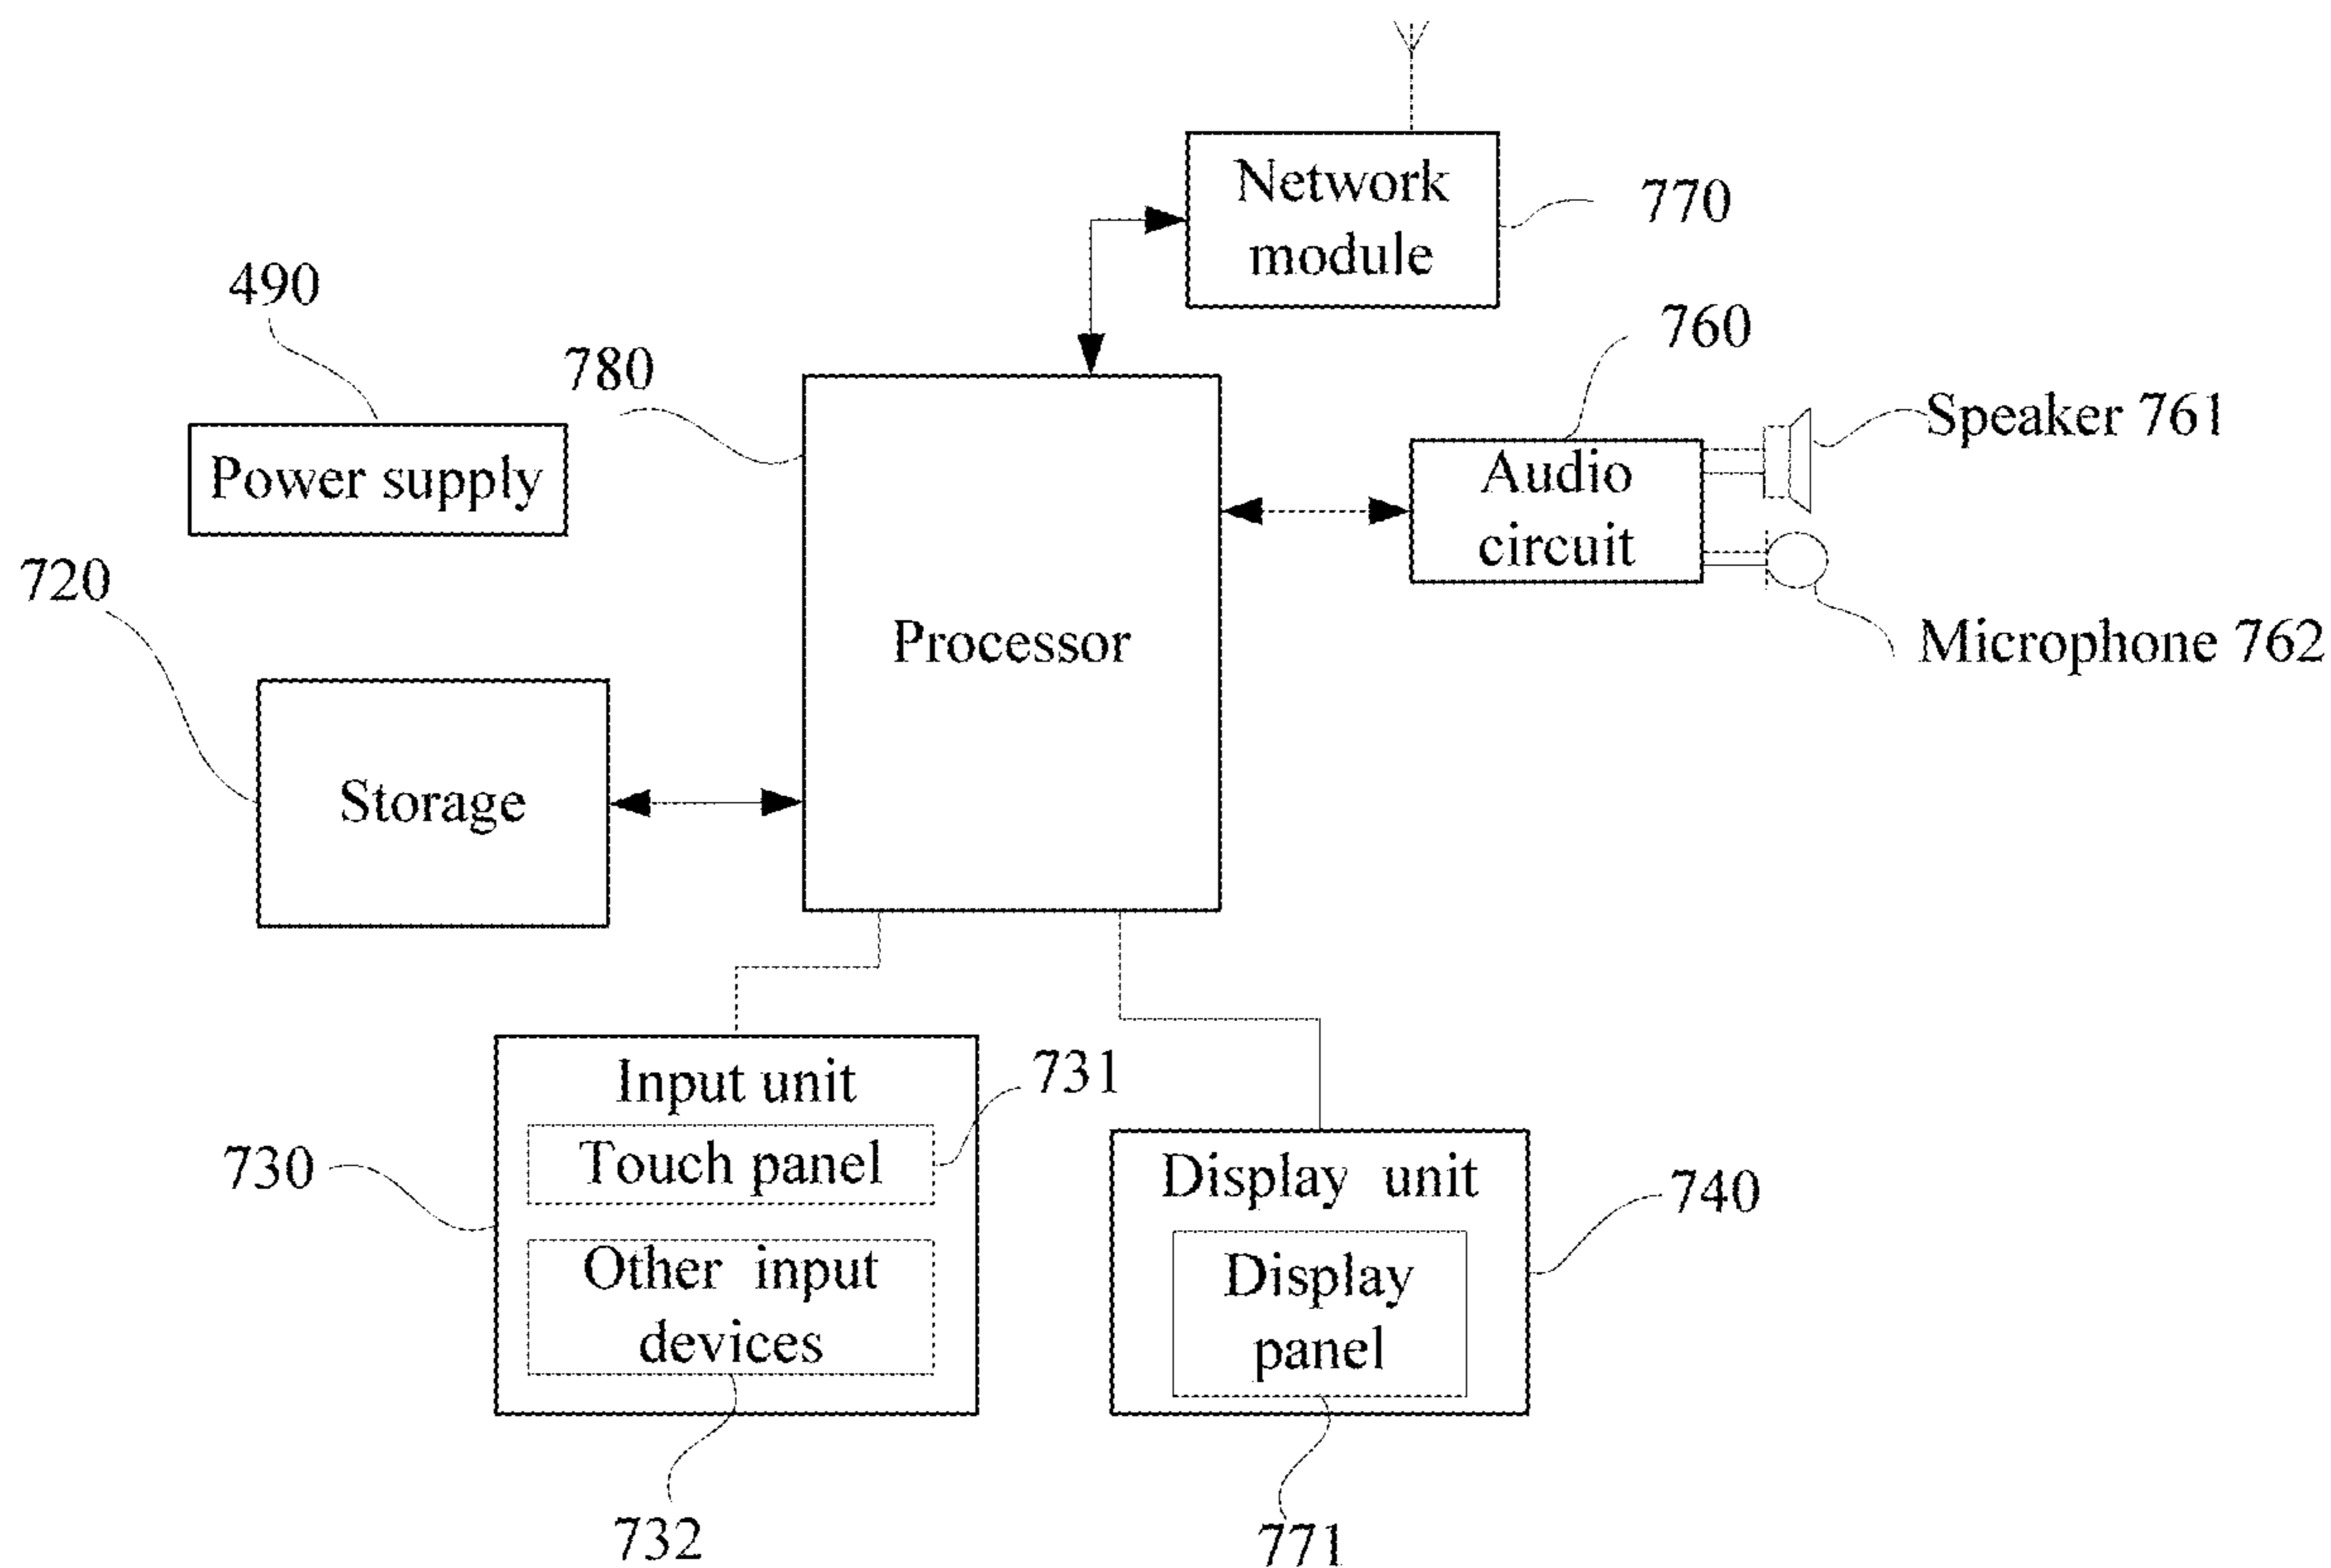 Network
module
770
490
760
780
Speaker 761
Power supply
Audio
circuit
720
Processor
Microphone 762
Storage
Input unit
731
Touch panel
730
Display unit
740
Other input
devices
Display
panel
732
771